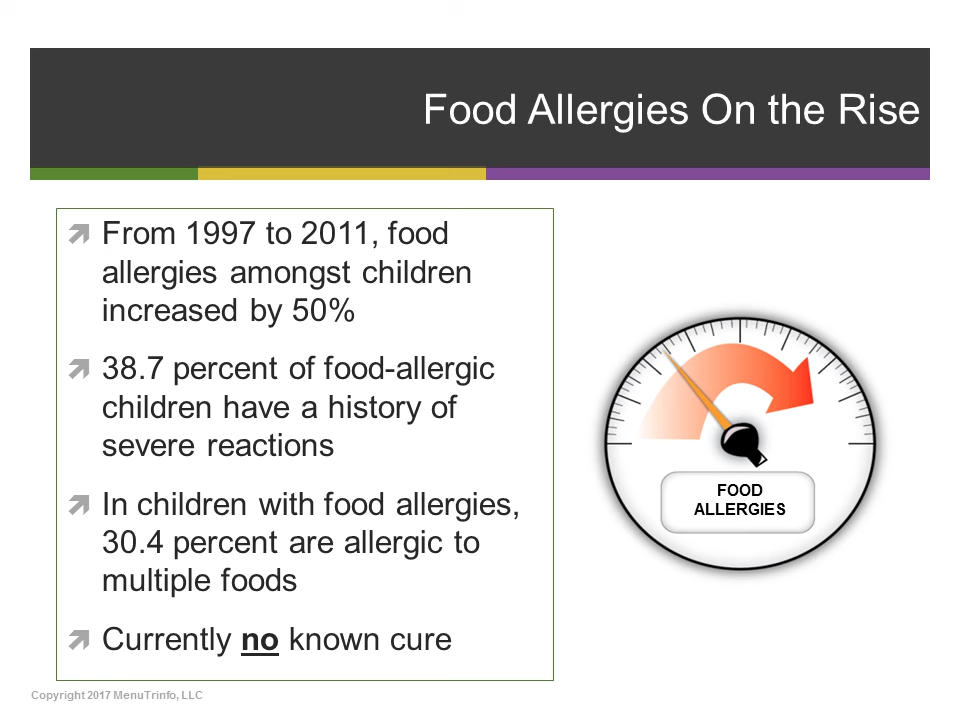 Food Allergies On the Rise
From 1997 to 2011, food
allergies amongst children
increased by 50%
38.7 percent of food-allergic
children have a history of
severe reactions
In children with food allergies,
30.4 percent are allergic to
multiple foods
Currently no known cure
FOOD
ALLERGIES
Copyright 2017 MenuTrinfo, LLC